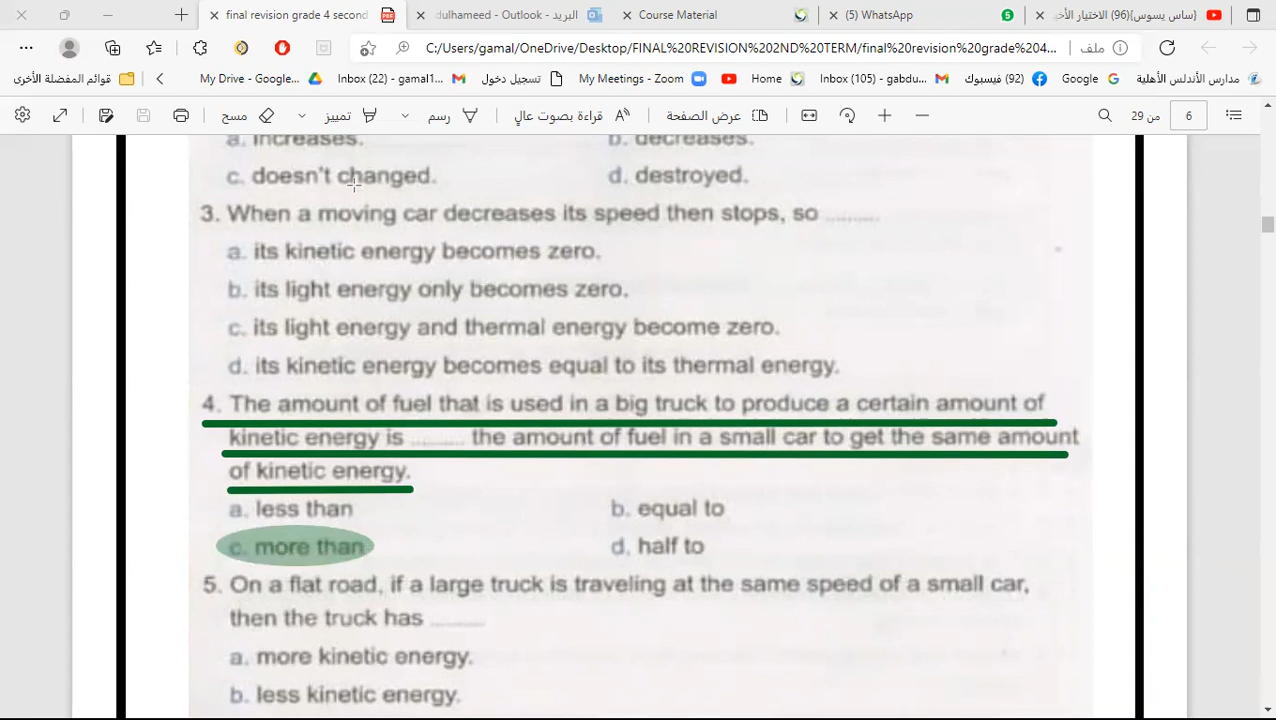 final revision grade 4 second
البريد - dulhameed - Outlook
Course Material
(5) WhatsApp
5
(96) الاختبار الأخ{ساس يسوس}
C:/Users/gamal/OneDrive/Desktop/FINAL%20REVISION%202ND%20TERM/final%20revision%20grade%204...
ملف
قوائم المفضلة الأخرى
My Drive - Google...
Inbox (22) - gamal1...
تسجيل دخول
My Meetings - Zoom
Home
Inbox (105) - gabdu...
(92) فيسبوك
Google
مدارس الأندلس الأهلية
مسح
تمييز
رسم
قراءة بصوت عالٍ
عرض الصفحة
من 29
6
a. increases.
b. decreases.
c. doesn't changed.
d. destroyed.
3. When a moving car decreases its speed then stops, so ..........
a. its kinetic energy becomes zero.
b. its light energy only becomes zero.
c. its light energy and thermal energy become zero.
d. its kinetic energy becomes equal to its thermal energy.
4. The amount of fuel that is used in a big truck to produce a certain amount of
kinetic energy is .......... the amount of fuel in a small car to get the same amount
of kinetic energy.
a. less than
b. equal to
c. more than
d. half to
5. On a flat road, if a large truck is traveling at the same speed of a small car,
then the truck has ..........
a. more kinetic energy.
b. less kinetic energy.